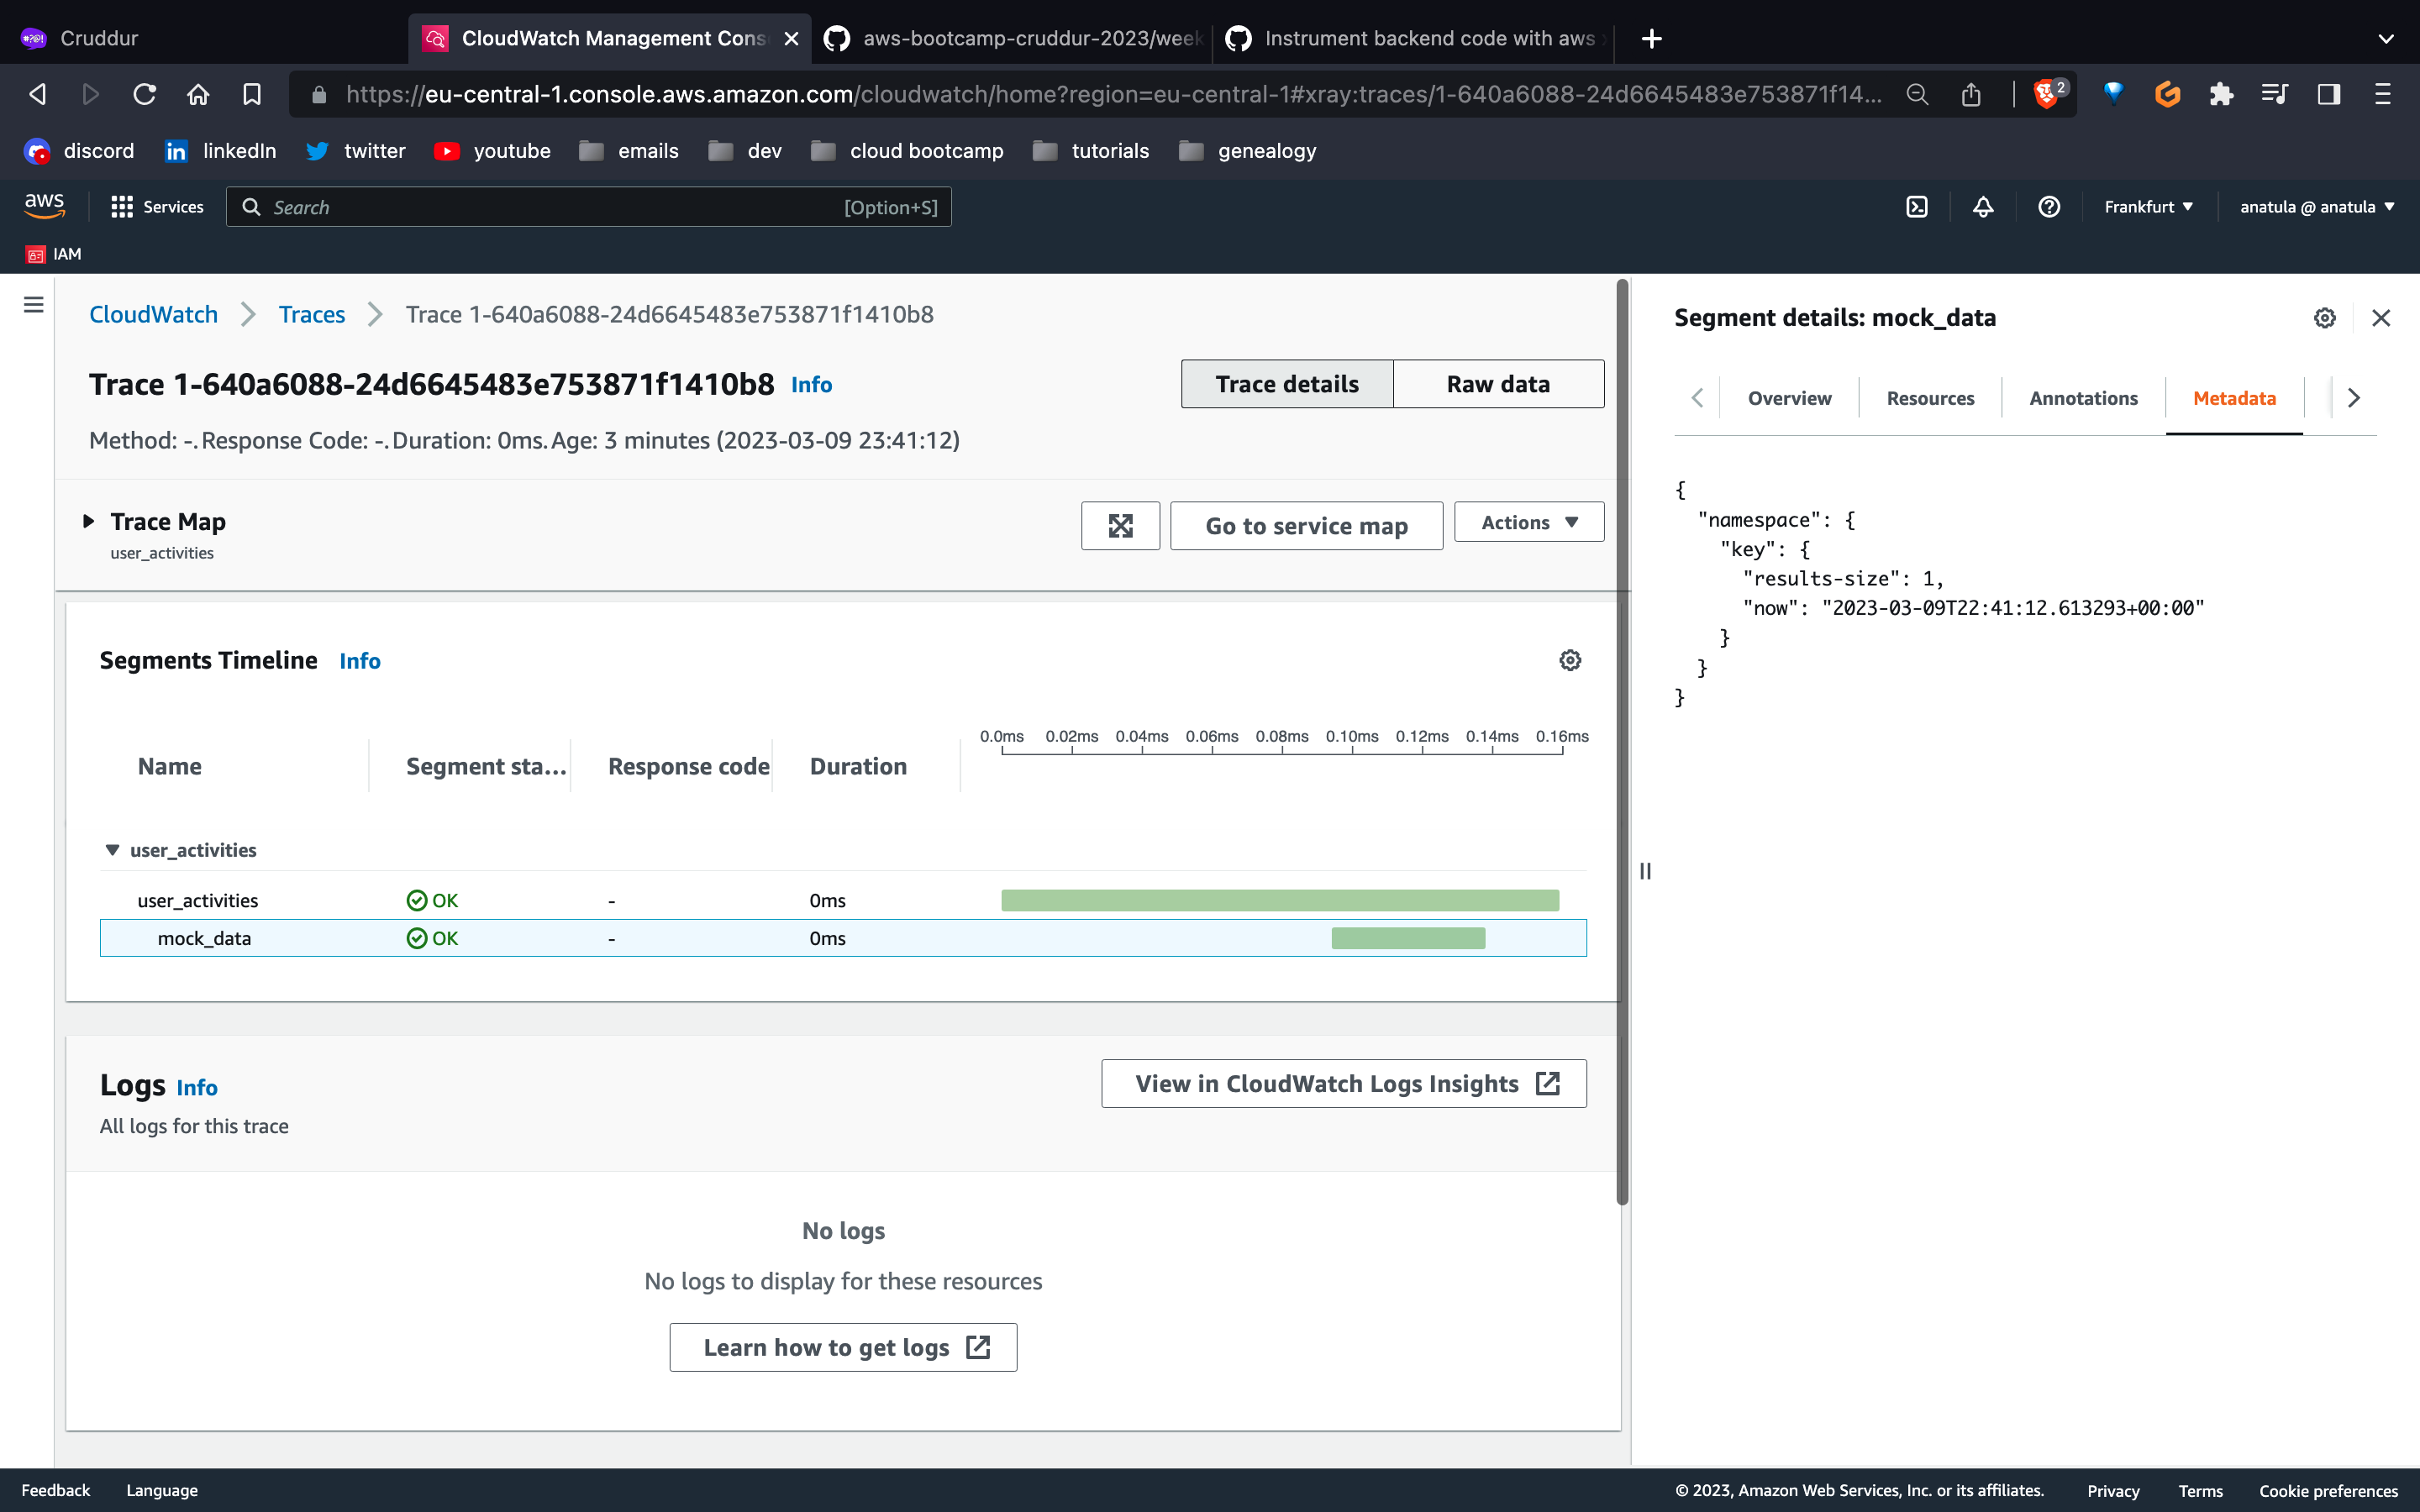 Cruddur
CloudWatch Management Cons
aws-bootcamp-cruddur-2023/week
Instrument backend code with aws x
https://eu-central-1.console.aws.amazon.com/cloudwatch/home?region=eu-central-1#xray:traces/1-640a6088-24d6645483e753871f14...
2
discord
in
linkedIn
twitter
youtube
emails
dev
cloud bootcamp
tutorials
genealogy
aws
Services
Search
[Option+S]
Frankfurt
anatula @ anatula
IAM
CloudWatch
Traces
Trace 1-640a6088-24d6645483e753871f1410b8
Trace 1-640a6088-24d6645483e753871f1410b8 Info
Trace details
Raw data
Method: -. Response Code: -. Duration: 0ms. Age: 3 minutes (2023-03-09 23:41:12)
Trace Map
user_activities
Go to service map
Actions
Segments Timeline Info
0.0ms 0.02ms 0.04ms 0.06ms 0.08ms 0.10ms 0.12ms 0.14ms 0.16ms
Name Segment sta... Response code Duration
user_activities
user_activities OK - 0ms
mock_data OK - 0ms
Logs Info
All logs for this trace
View in CloudWatch Logs Insights
No logs
No logs to display for these resources
Learn how to get logs
Segment details: mock_data
Overview
Resources
Annotations
Metadata
{
"namespace": {
"key": {
"results-size": 1,
"now": "2023-03-09T22:41:12.613293+00:00"
}
}
}
Feedback
Language
© 2023, Amazon Web Services, Inc. or its affiliates.
Privacy
Terms
Cookie preferences